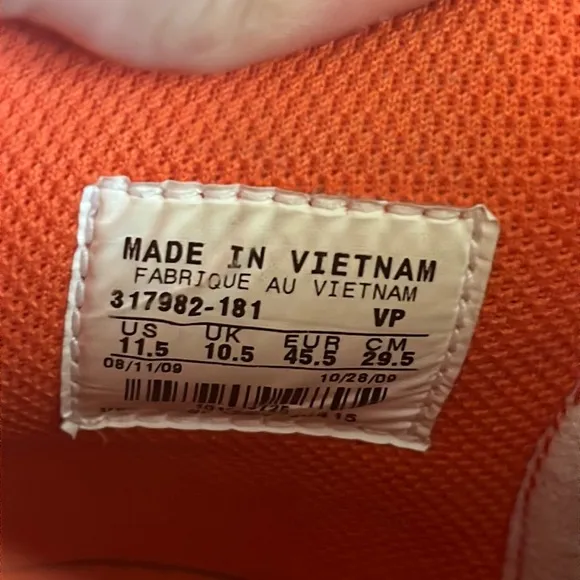 MADE IN VIETNAM
FABRIQUE AU VIETNAM
317982-181 VP
US UK EUR CM
11.5 10.5 45.5 29.5
08/11/09 10/28/09